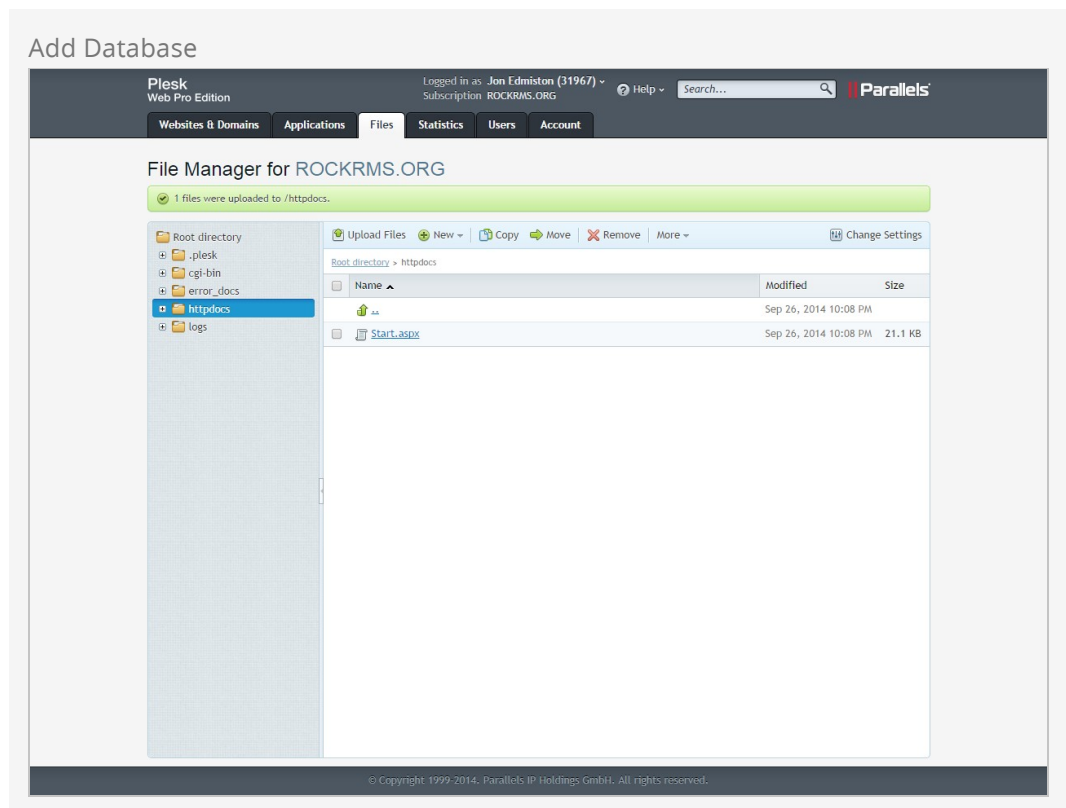 Add Database
Plesk
Web Pro Edition
Logged in as Jon Edmiston (31967)
Subscription ROCKRMS.ORG
Help
Search...
Parallels
Websites & Domains Applications Files Statistics Users Account
File Manager for ROCKRMS.ORG
1 files were uploaded to /httpdocs.
Root directory
.plesk
cgi-bin
error_docs
httpdocs
logs
Upload Files New Copy Move Remove More Change Settings
Root directory > httpdocs
Name Modified Size
.. Sep 26, 2014 10:08 PM
Start.aspx Sep 26, 2014 10:08 PM 21.1 KB
© Copyright 1999-2014. Parallels IP Holdings GmbH. All rights reserved.